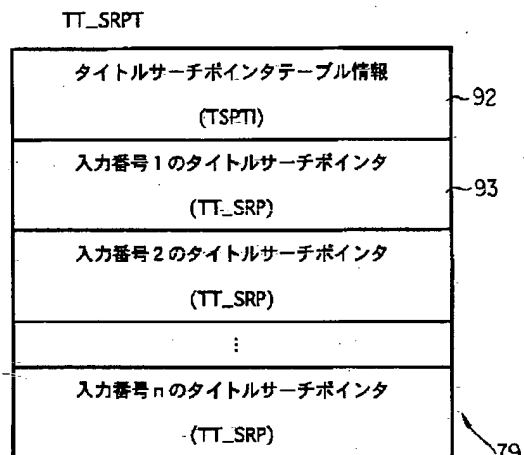 TT_SRPT
タイトルサーチポインタテーブル情報
(TSPTI)
92
入力番号1のタイトルサーチポインタ
(TT_SRP)
93
入力番号2のタイトルサーチポインタ
(TT_SRP)
⋮
入力番号nのタイトルサーチポインタ
(TT_SRP)
79